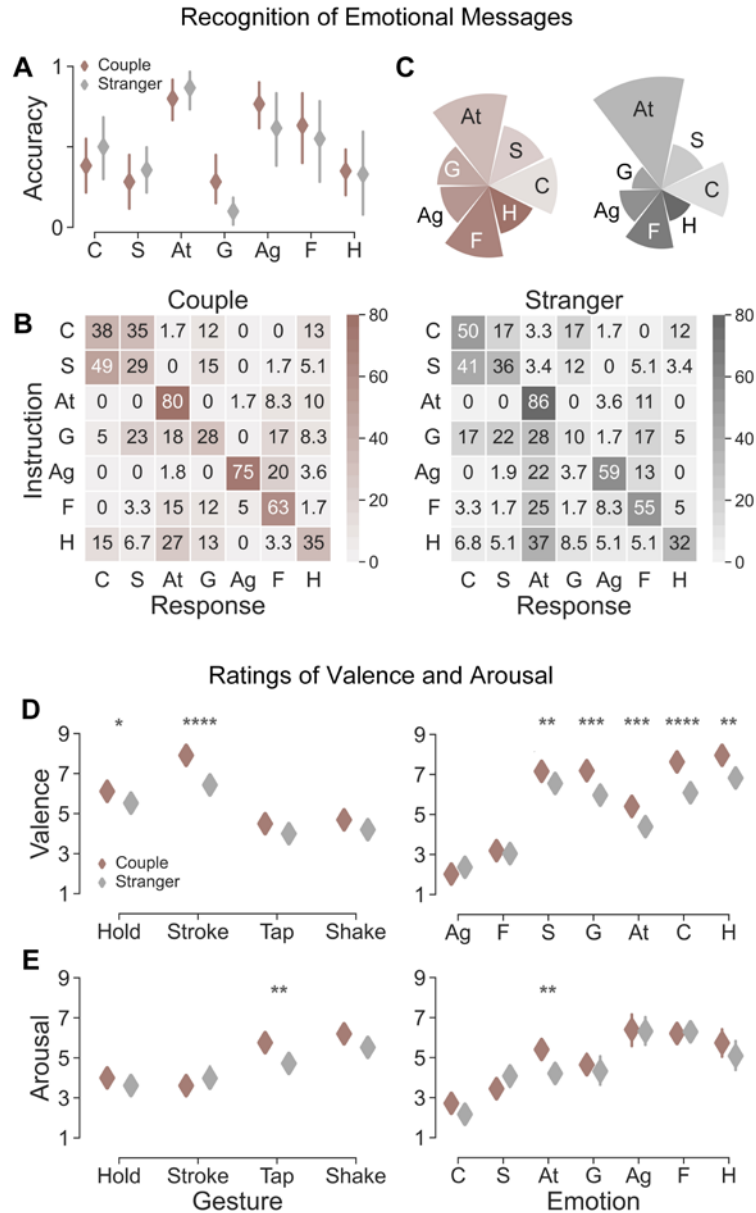 Recognition of Emotional Messages
A
Couple
Stranger
1
0
Accuracy
C S At G Ag F H
C
At
S
C
H
F
Ag
G
At
S
C
H
F
Ag
G
B
Couple
Instruction
C 38 35 1.7 12 0 0 13
S 49 29 0 15 0 1.7 5.1
At 0 0 80 0 1.7 8.3 10
G 5 23 18 28 0 17 8.3
Ag 0 0 1.8 0 75 20 3.6
F 0 3.3 15 12 5 63 1.7
H 15 6.7 27 13 0 3.3 35
C S At G Ag F H
Response
80
60
40
20
0
Stranger
50 17 3.3 17 1.7 0 12
41 36 3.4 12 0 5.1 3.4
0 0 86 0 3.6 11 0
17 22 28 10 1.7 17 5
0 1.9 22 3.7 59 13 0
3.3 1.7 25 1.7 8.3 55 5
6.8 5.1 37 8.5 5.1 5.1 32
C S At G Ag F H
Response
80
60
40
20
0
Ratings of Valence and Arousal
D
* ****
9
7
5
3
1
Valence
Couple
Stranger
Hold Stroke Tap Shake
** *** *** **** **
9
7
5
3
1
Ag F S G At C H
E
**
9
7
5
3
1
Arousal
Hold Stroke Tap Shake
Gesture
**
9
7
5
3
1
C S At G Ag F H
Emotion